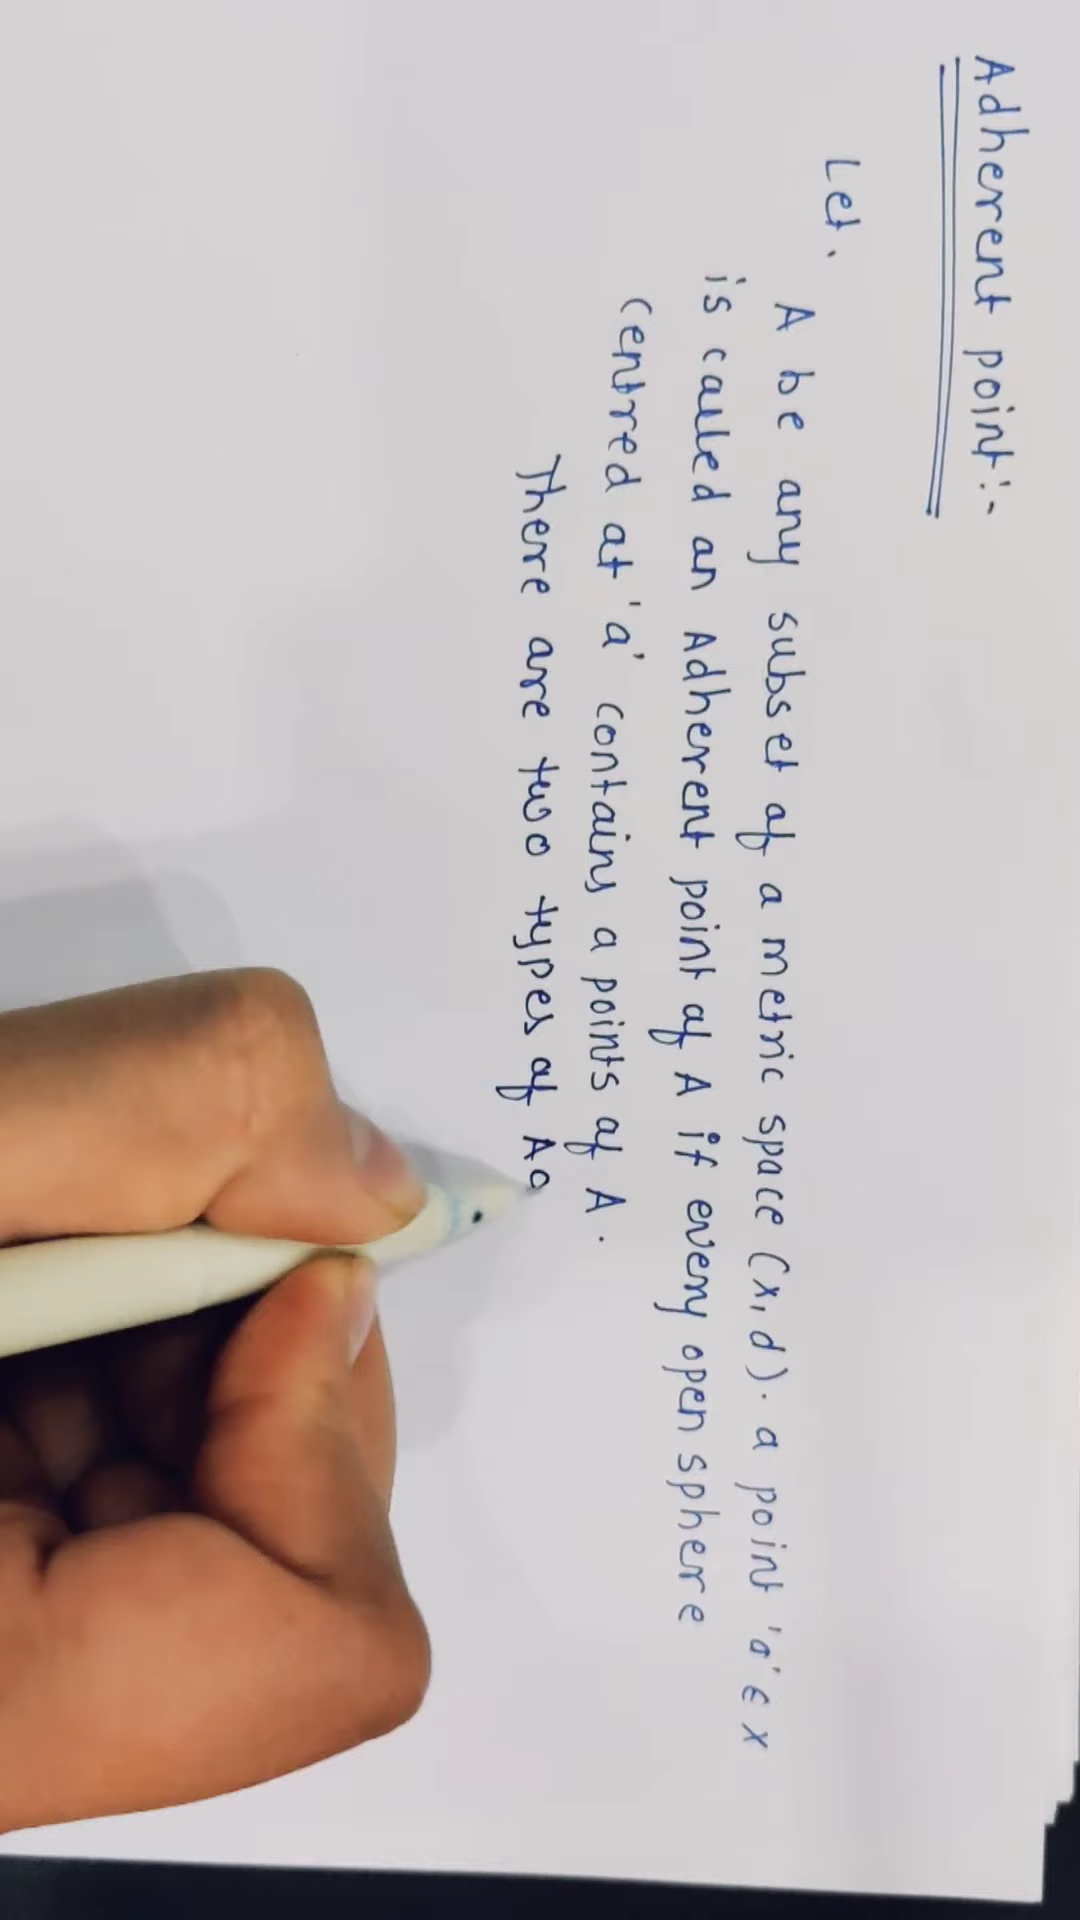 Adherent point:-
Let.
A be any subset of a metric space (x, d). a point 'a' ∈ x
is called an Adherent point of A if every open sphere
centred at 'a' contains a points of A.
There are two types of Ad